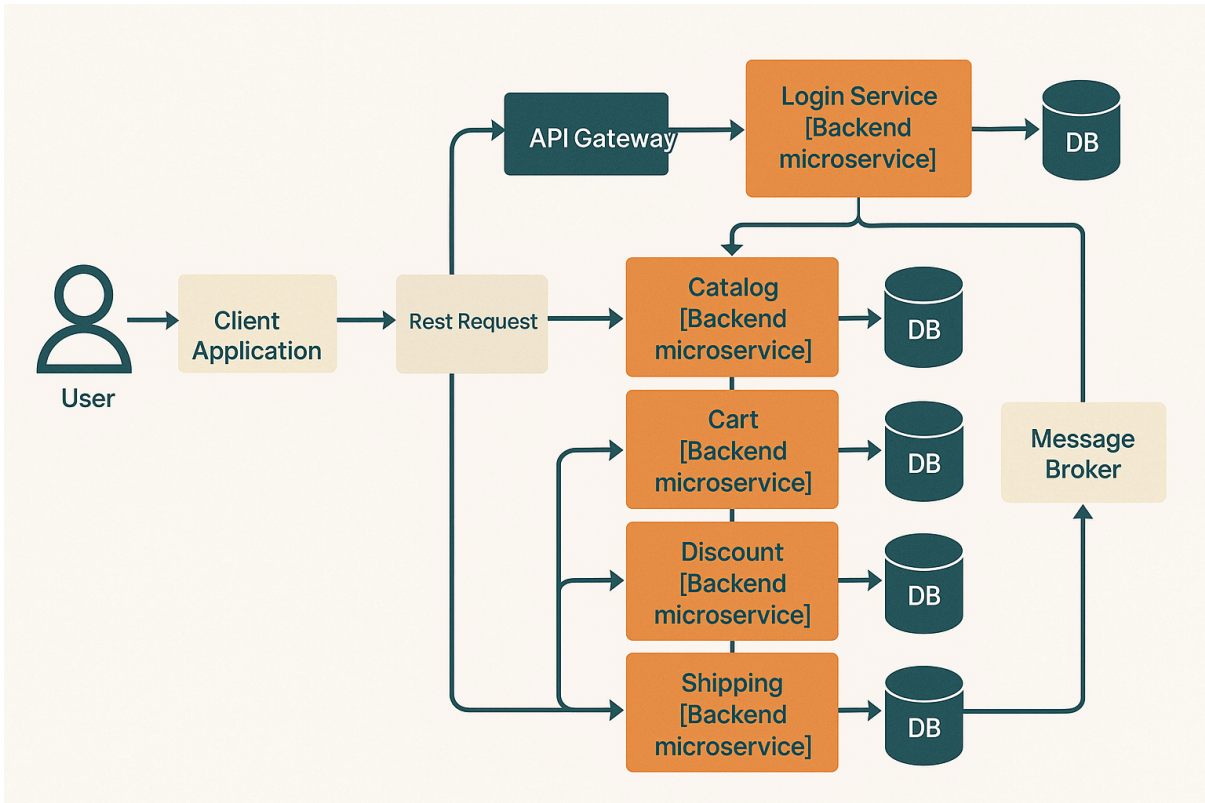 API Gateway
Login Service
[Backend
microservice]
DB
User
Client
Application
Rest Request
Catalog
[Backend
microservice]
DB
Cart
[Backend
microservice]
DB
Message
Broker
Discount
[Backend
microservice]
DB
Shipping
[Backend
microservice]
DB